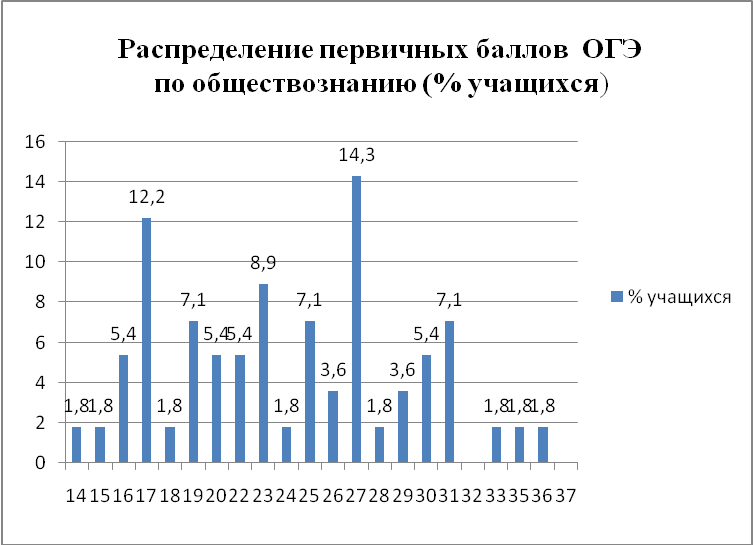 Распределение первичных баллов ОГЭ
по обществознанию (% учащихся)
16
14
12
10
8
6
4
2
0
1,8 1,8 5,4 12,2 1,8 7,1 5,4 5,4 8,9 1,8 7,1 3,6 14,3 1,8 3,6 5,4 7,1 1,8 1,8 1,8
14 15 16 17 18 19 20 22 23 24 25 26 27 28 29 30 31 32 33 35 36 37
% учащихся